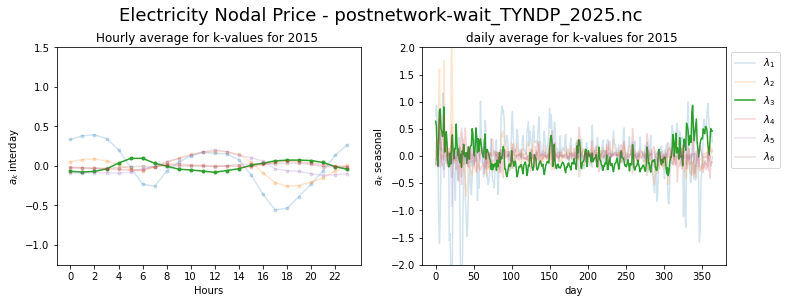 Electricity Nodal Price - postnetwork-wait_TYNDP_2025.nc
Hourly average for k-values for 2015
1.5
1.0
0.5
0.0
−0.5
−1.0
aₖ interday
0 2 4 6 8 10 12 14 16 18 20 22
Hours
daily average for k-values for 2015
2.0
1.5
1.0
0.5
0.0
−0.5
−1.0
−1.5
−2.0
aₖ seasonal
0 50 100 150 200 250 300 350
day
λ₁
λ₂
λ₃
λ₄
λ₅
λ₆